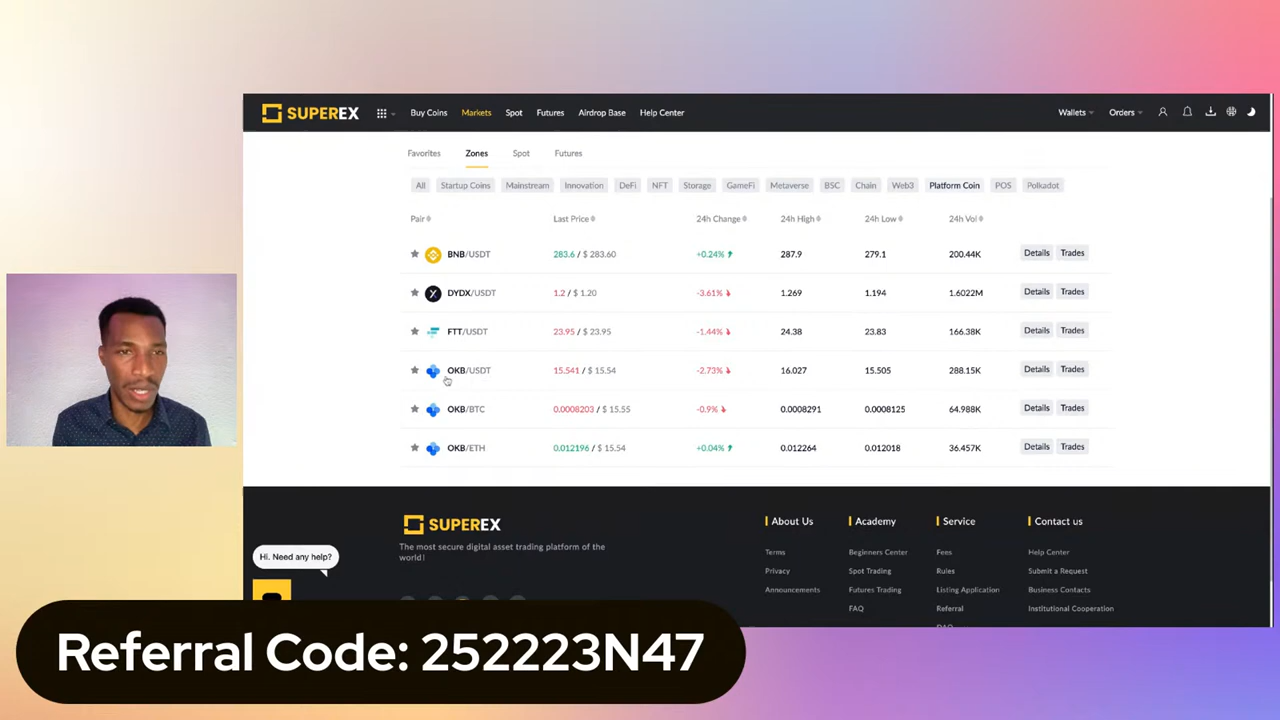 SUPEREX Buy Coins Markets Spot Futures Airdrop Base Help Center Wallets Orders
Favorites Zones Spot Futures
All Startup Coins Mainstream Innovation DeFi NFT Storage GameFi Metaverse BSC Chain Web3 Platform Coin POS Polkadot
Pair Last Price 24h Change 24h High 24h Low 24h Vol
BNB/USDT 283.6 / $ 283.60 +0.24% 287.9 279.1 200.44K Details Trades
DYDX/USDT 1.2 / $ 1.20 -3.61% 1.269 1.194 1.6022M Details Trades
FTT/USDT 23.95 / $ 23.95 -1.44% 24.38 23.83 166.38K Details Trades
OKB/USDT 15.541 / $ 15.54 -2.73% 16.027 15.505 288.15K Details Trades
OKB/BTC 0.0008203 / $ 15.55 -0.9% 0.0008291 0.0008125 64.988K Details Trades
OKB/ETH 0.012196 / $ 15.54 +0.04% 0.012264 0.012018 36.457K Details Trades
SUPEREX About Us Academy Service Contact us
The most secure digital asset trading platform of the
world!
Hi. Need any help?
Terms Beginners Center Fees Help Center
Privacy Spot Trading Rules Submit a Request
Announcements Futures Trading Listing Application Business Contacts
FAQ Referral Institutional Cooperation
Referral Code: 252223N47